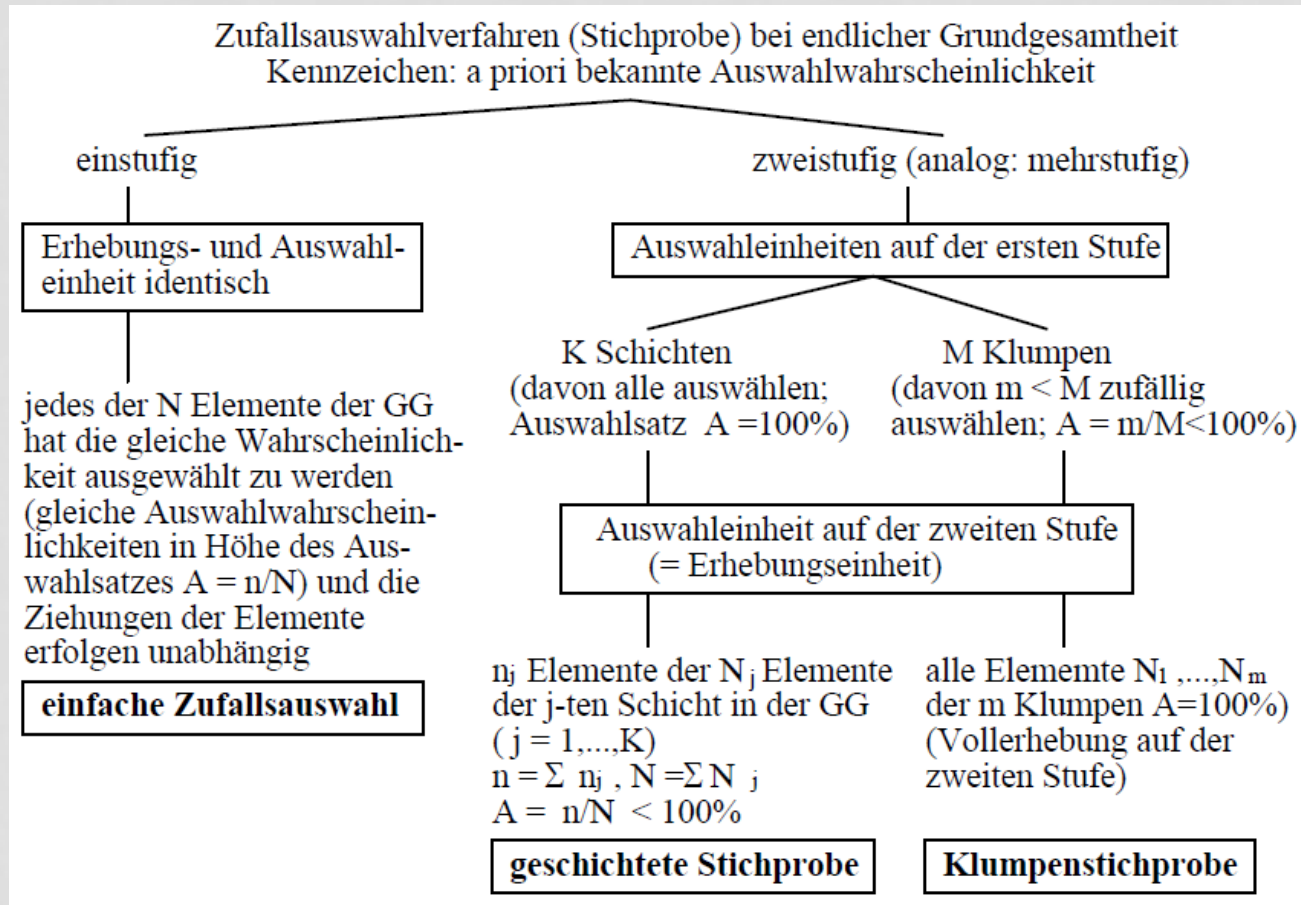 Zufallsauswahlverfahren (Stichprobe) bei endlicher Grundgesamtheit
Kennzeichen: a priori bekannte Auswahlwahrscheinlichkeit
einstufig
Erhebungs- und Auswahl-
einheit identisch
jedes der N Elemente der GG
hat die gleiche Wahrscheinlich-
keit ausgewählt zu werden
(gleiche Auswahlwahrschein-
lichkeiten in Höhe des Aus-
wahlsatzes A = n/N) und die
Ziehungen der Elemente
erfolgen unabhängig
einfache Zufallsauswahl
zweistufig (analog: mehrstufig)
Auswahleinheiten auf der ersten Stufe
K Schichten
(davon alle auswählen;
Auswahlsatz A =100%)
M Klumpen
(davon m < M zufällig
auswählen; A = m/M<100%)
Auswahleinheit auf der zweiten Stufe
(= Erhebungseinheit)
nj Elemente der Nj Elemente
der j-ten Schicht in der GG
( j = 1,...,K)
n = Σ nj , N =Σ N j
A = n/N < 100%
geschichtete Stichprobe
alle Elememte N1 ,...,Nm
der m Klumpen A=100%)
(Vollerhebung auf der
zweiten Stufe)
Klumpenstichprobe